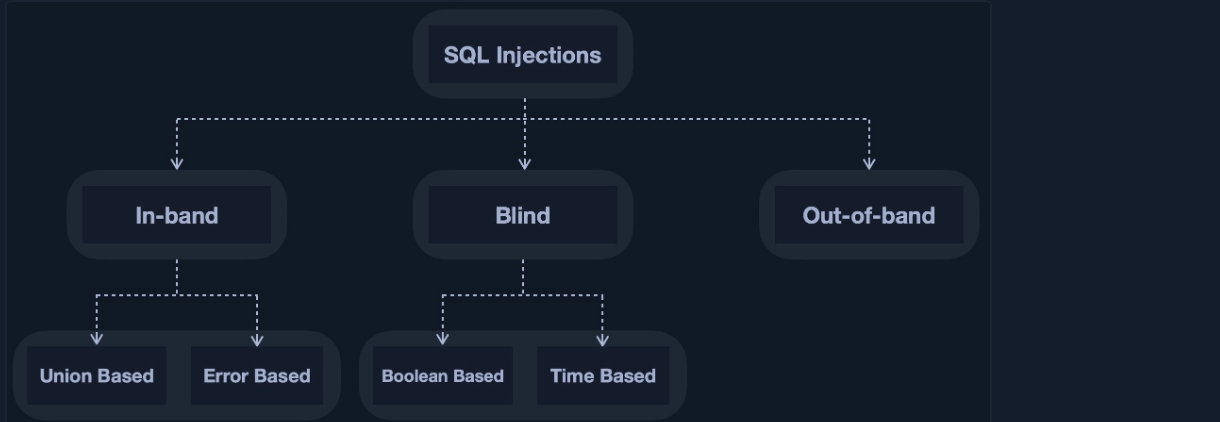 SQL Injections
In-band
Blind
Out-of-band
Union Based
Error Based
Boolean Based
Time Based